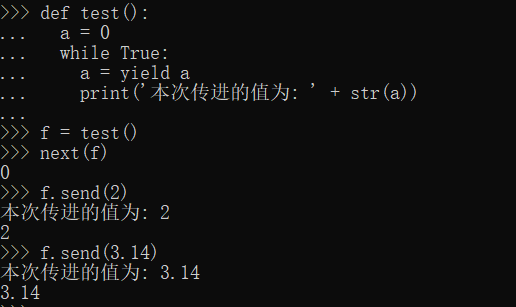 >>> def test():
...   a = 0
...   while True:
...     a = yield a
...     print('本次传进的值为: ' + str(a))
...
>>> f = test()
>>> next(f)
0
>>> f.send(2)
本次传进的值为: 2
2
>>> f.send(3.14)
本次传进的值为: 3.14
3.14